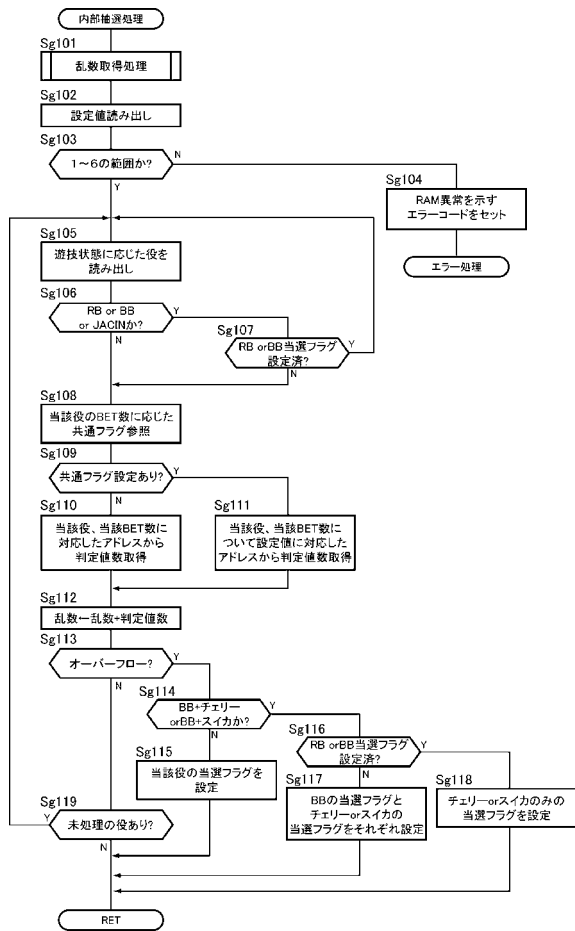 内部抽選処理
Sg101
乱数取得処理
Sg102
設定値読み出し
Sg103
1～6の範囲か?
N
Y
Sg104
RAM異常を示す
エラーコードをセット
エラー処理
Sg105
遊技状態に応じた役を
読み出し
Sg106
RB or BB
or JACINか?
Y
N
Sg107
RB orBB当選フラグ
設定済?
Y
N
Sg108
当該役のBET数に応じた
共通フラグ参照
Sg109
共通フラグ設定あり?
Y
N
Sg110
当該役、当該BET数に
対応したアドレスから
判定値数取得
Sg111
当該役、当該BET数に
ついて設定値に対応した
アドレスから判定値数取得
Sg112
乱数←乱数+判定値数
Sg113
オーバーフロー?
Y
N
Sg114
BB+チェリー
orBB+スイカか?
Y
N
Sg115
当該役の当選フラグを
設定
Sg116
RB orBB当選フラグ
設定済?
Y
N
Sg117
BBの当選フラグと
チェリーorスイカの
当選フラグをそれぞれ設定
Sg118
チェリーorスイカのみの
当選フラグを設定
Sg119
未処理の役あり?
Y
N
RET